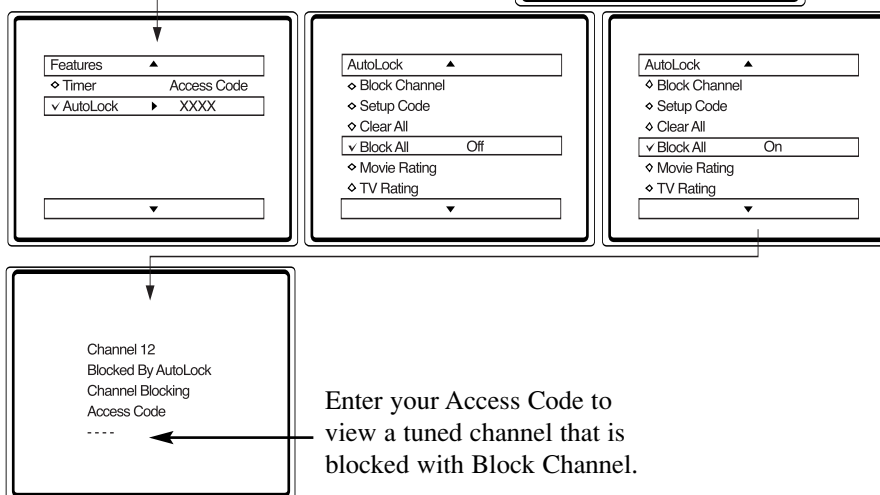 Features ▲
◇ Timer Access Code
✓ AutoLock ▶ XXXX
▼
AutoLock ▲
◇ Block Channel
◇ Setup Code
◇ Clear All
✓ Block All Off
◇ Movie Rating
◇ TV Rating
▼
AutoLock ▲
◇ Block Channel
◇ Setup Code
◇ Clear All
✓ Block All On
◇ Movie Rating
◇ TV Rating
▼
Channel 12
Blocked By AutoLock
Channel Blocking
Access Code
- - - -
Enter your Access Code to
view a tuned channel that is
blocked with Block Channel.